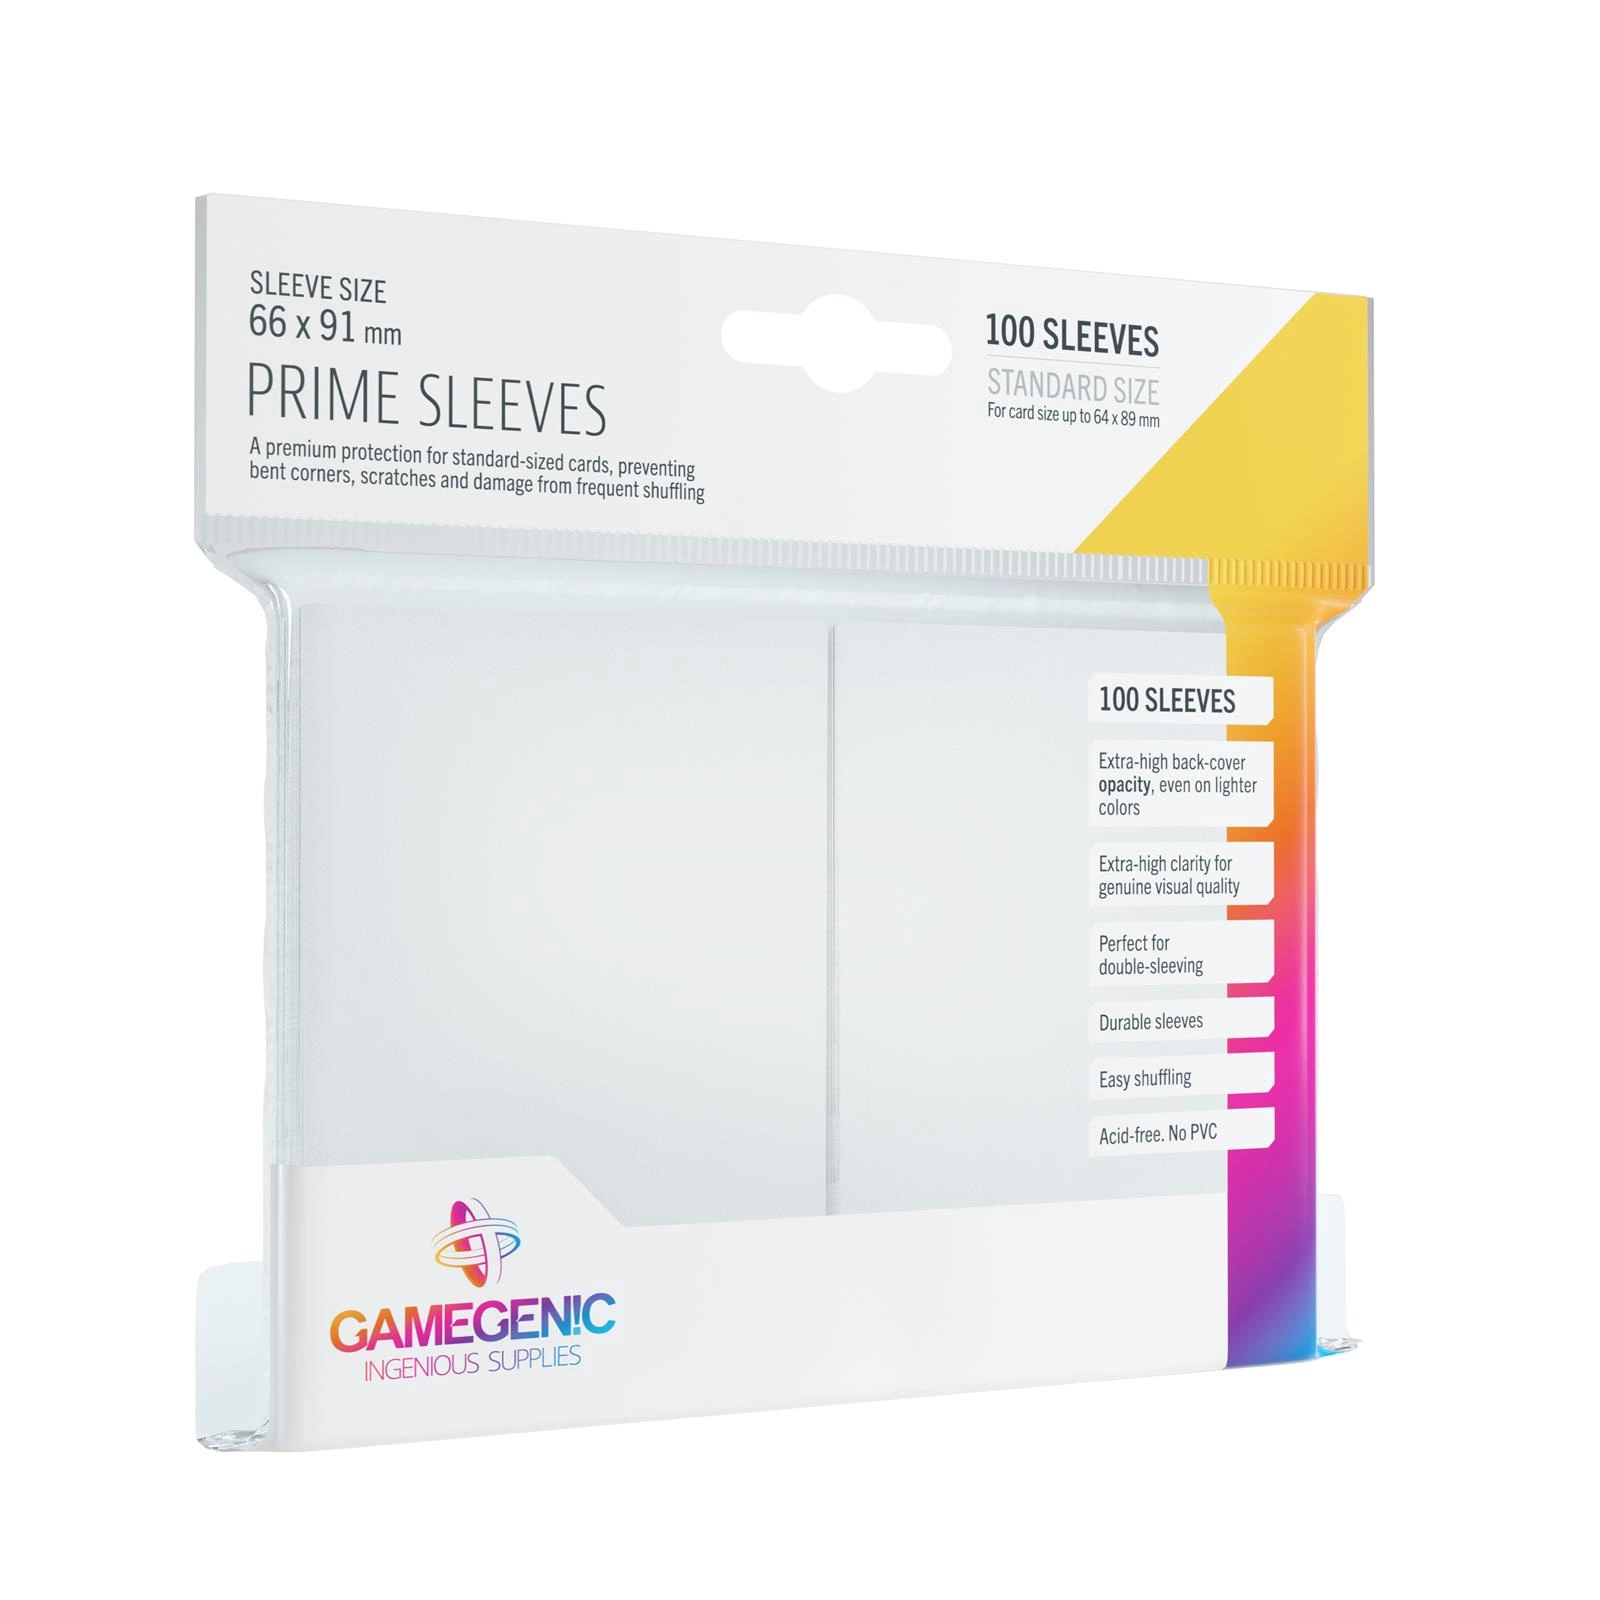 SLEEVE SIZE
66 x 91 mm
PRIME SLEEVES
A premium protection for standard-sized cards, preventing
bent corners, scratches and damage from frequent shuffling
100 SLEEVES
STANDARD SIZE
For card size up to 64 x 89 mm
100 SLEEVES
Extra-high back-cover
opacity, even on lighter
colors
Extra-high clarity for
genuine visual quality
Perfect for
double-sleeving
Durable sleeves
Easy shuffling
Acid-free. No PVC
GAMEGEN!C
INGENIOUS SUPPLIES